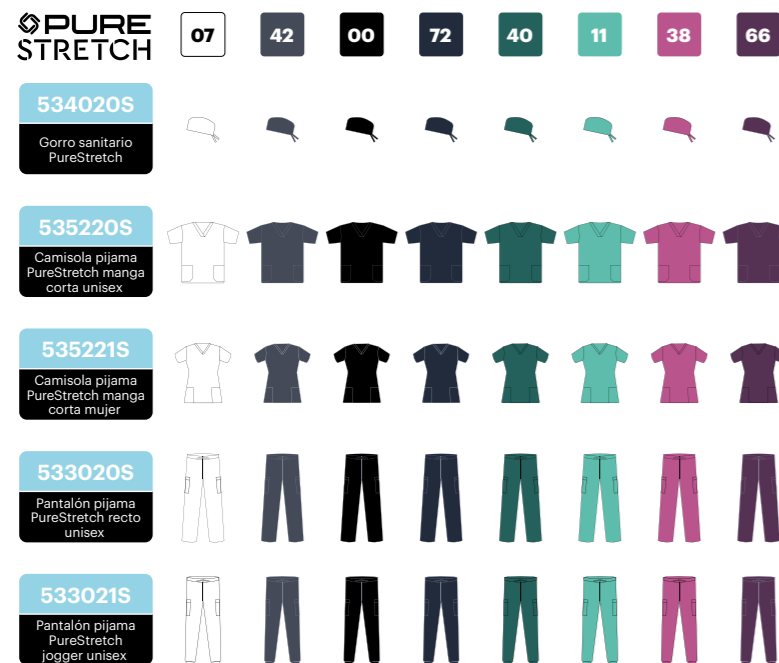 PURE
STRETCH
07 42 00 72 40 11 38 66
534020S
Gorro sanitario
PureStretch
535220S
Camisola pijama
PureStretch manga
corta unisex
535221S
Camisola pijama
PureStretch manga
corta mujer
533020S
Pantalón pijama
PureStretch recto
unisex
533021S
Pantalón pijama
PureStretch
jogger unisex